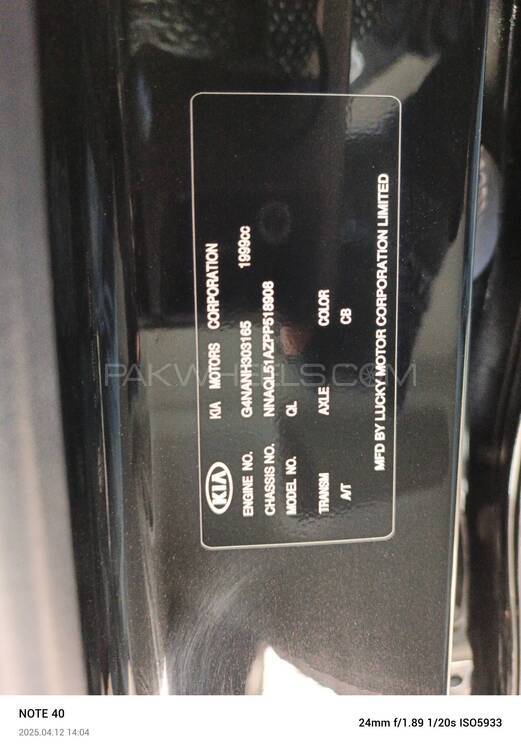 KIA KIA MOTORS CORPORATION
ENGINE NO. G4NANH303165 1999cc
CHASSIS NO. NNAQL51AZPP518908
MODEL NO. QL
TRANSM AXLE COLOR
A/T CB
MFD BY LUCKY MOTOR CORPORATION LIMITED
PAKWHEELS.COM
NOTE 40
2025.04.12 14:04
24mm f/1.89 1/20s ISO5933